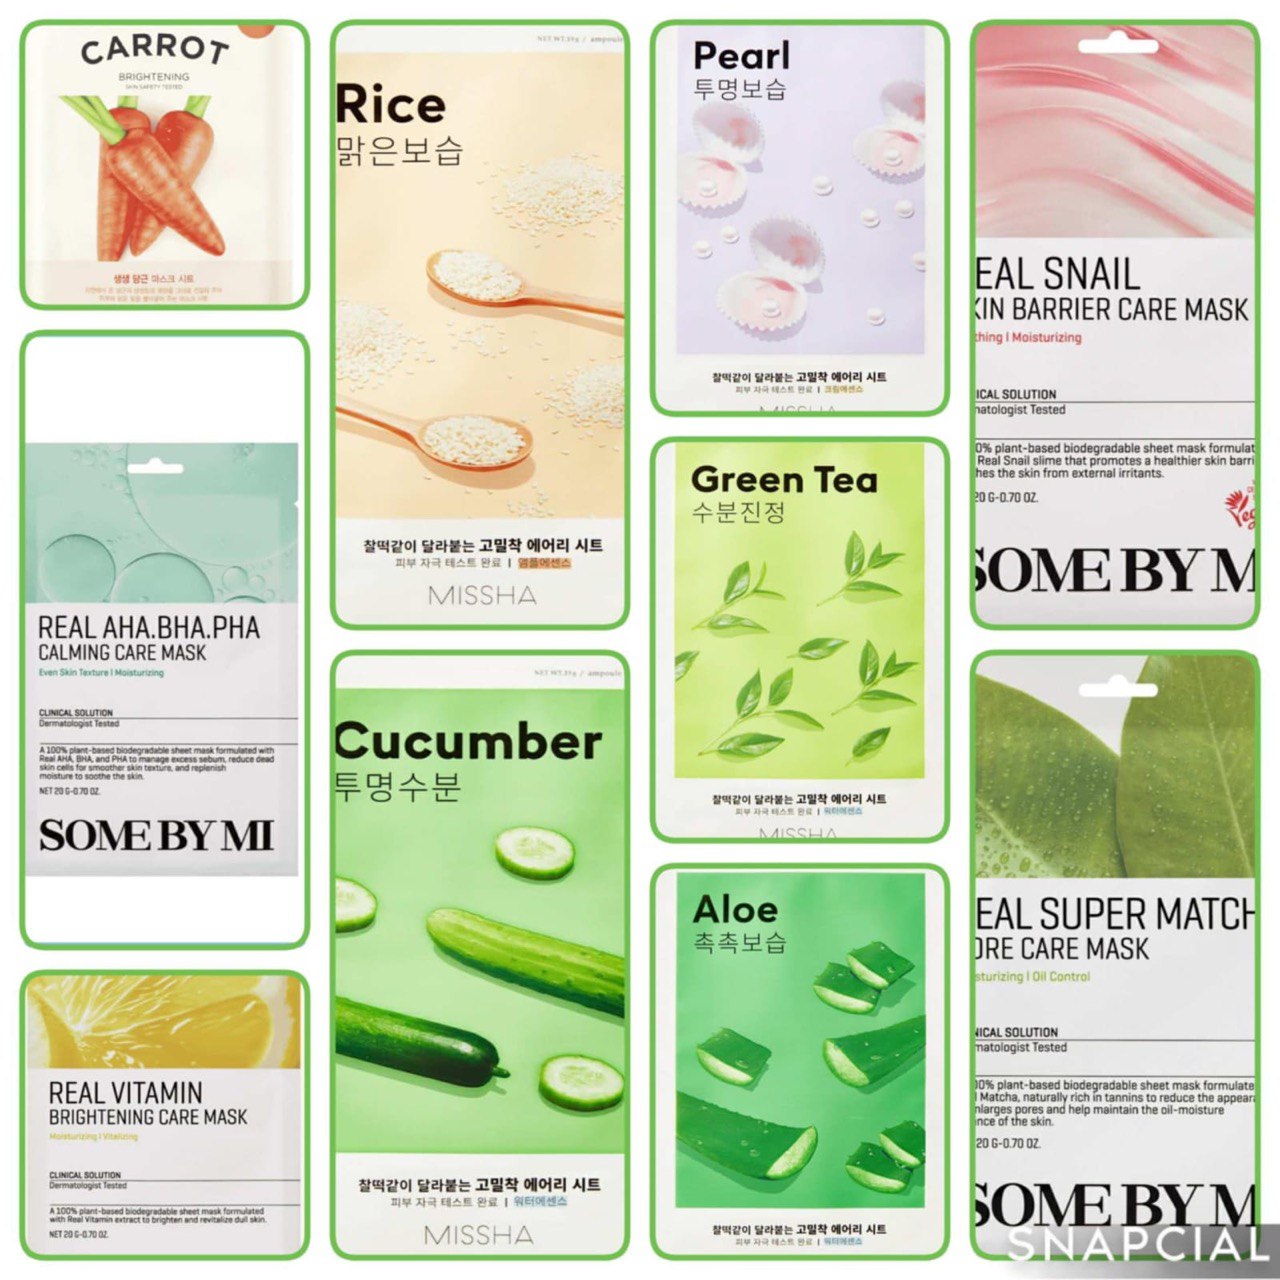 CARROT
BRIGHTENING
SKIN SAFETY TESTED
생생 당근 마스크 시트
REAL AHA.BHA.PHA
CALMING CARE MASK
Even Skin Texture | Moisturizing
CLINICAL SOLUTION
Dermatologist Tested
A 100% plant-based biodegradable sheet mask formulated with
Real AHA, BHA, and PHA to manage excess sebum, reduce dead
skin cells for smoother skin texture, and replenish
moisture to soothe the skin.
NET 20 G-0.70 OZ.
SOME BY MI
REAL VITAMIN
BRIGHTENING CARE MASK
Moisturizing | Vitalizing
CLINICAL SOLUTION
Dermatologist Tested
A 100% plant-based biodegradable sheet mask formulated
with Real Vitamin extract to brighten and revitalize dull skin.
NET 20 G-0.70 OZ.
NET WT.19g / ampoule
Rice
맑은보습
찰떡같이 달라붙는 고밀착 에어리 시트
피부 자극 테스트 완료 | 앰플에센스
MISSHA
NET WT.19g / ampoule
Cucumber
투명수분
찰떡같이 달라붙는 고밀착 에어리 시트
피부 자극 테스트 완료 | 워터에센스
MISSHA
Pearl
투명보습
찰떡같이 달라붙는 고밀착 에어리 시트
피부 자극 테스트 완료 | 크림에센스
MISSHA
Green Tea
수분진정
찰떡같이 달라붙는 고밀착 에어리 시트
피부 자극 테스트 완료 | 워터에센스
MISSHA
Aloe
촉촉보습
찰떡같이 달라붙는 고밀착 에어리 시트
피부 자극 테스트 완료 | 워터에센스
EAL SNAIL
KIN BARRIER CARE MASK
thing | Moisturizing
ICAL SOLUTION
natologist Tested
0% plant-based biodegradable sheet mask formulat
Real Snail slime that promotes a healthier skin barri
hes the skin from external irritants.
20 G-0.70 OZ.
SOME BY M
EAL SUPER MATCH
ORE CARE MASK
sturizing | Oil Control
NICAL SOLUTION
matologist Tested
00% plant-based biodegradable sheet mask formulate
l Matcha, naturally rich in tannins to reduce the appear
nlarges pores and help maintain the oil-moisture
nce of the skin.
20 G-0.70 OZ.
SOME BY M
SNAPCIAL